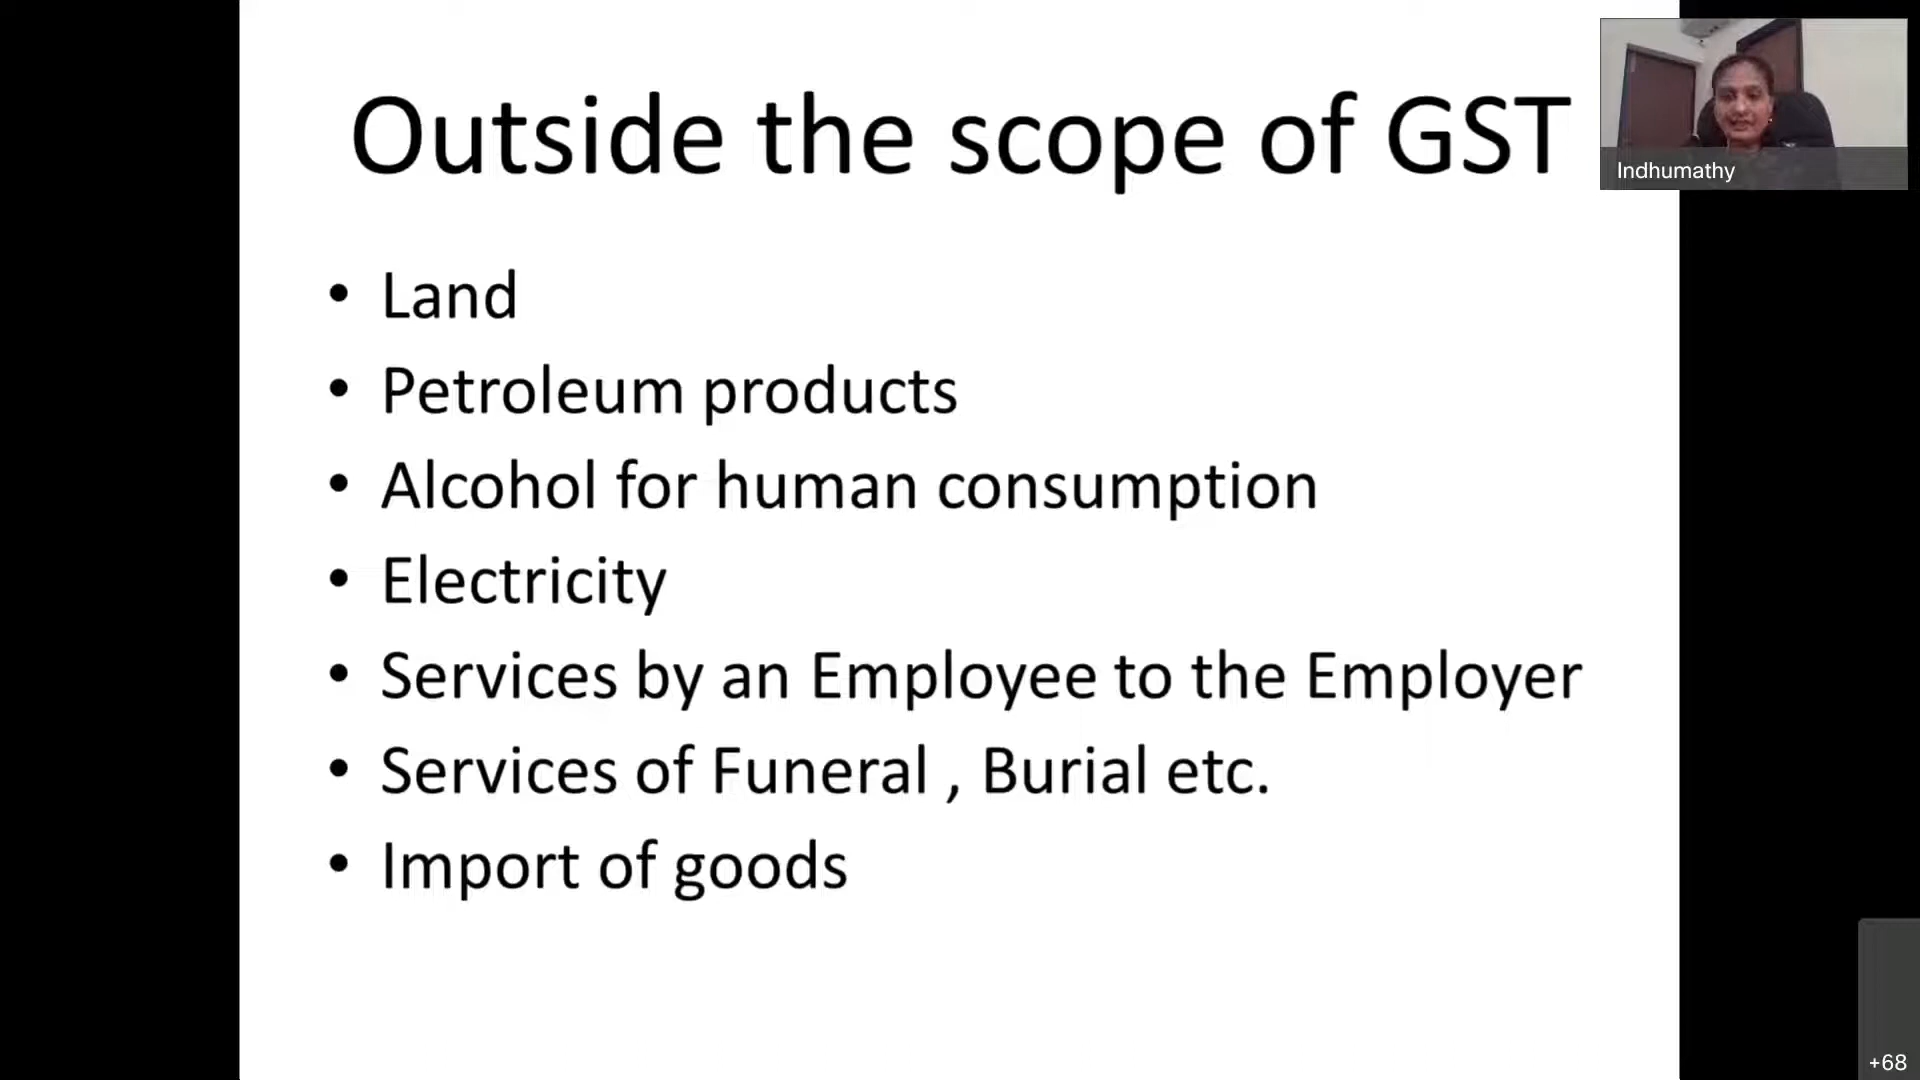 Outside the scope of GST
• Land
• Petroleum products
• Alcohol for human consumption
• Electricity
• Services by an Employee to the Employer
• Services of Funeral , Burial etc.
• Import of goods
Indhumathy
+68